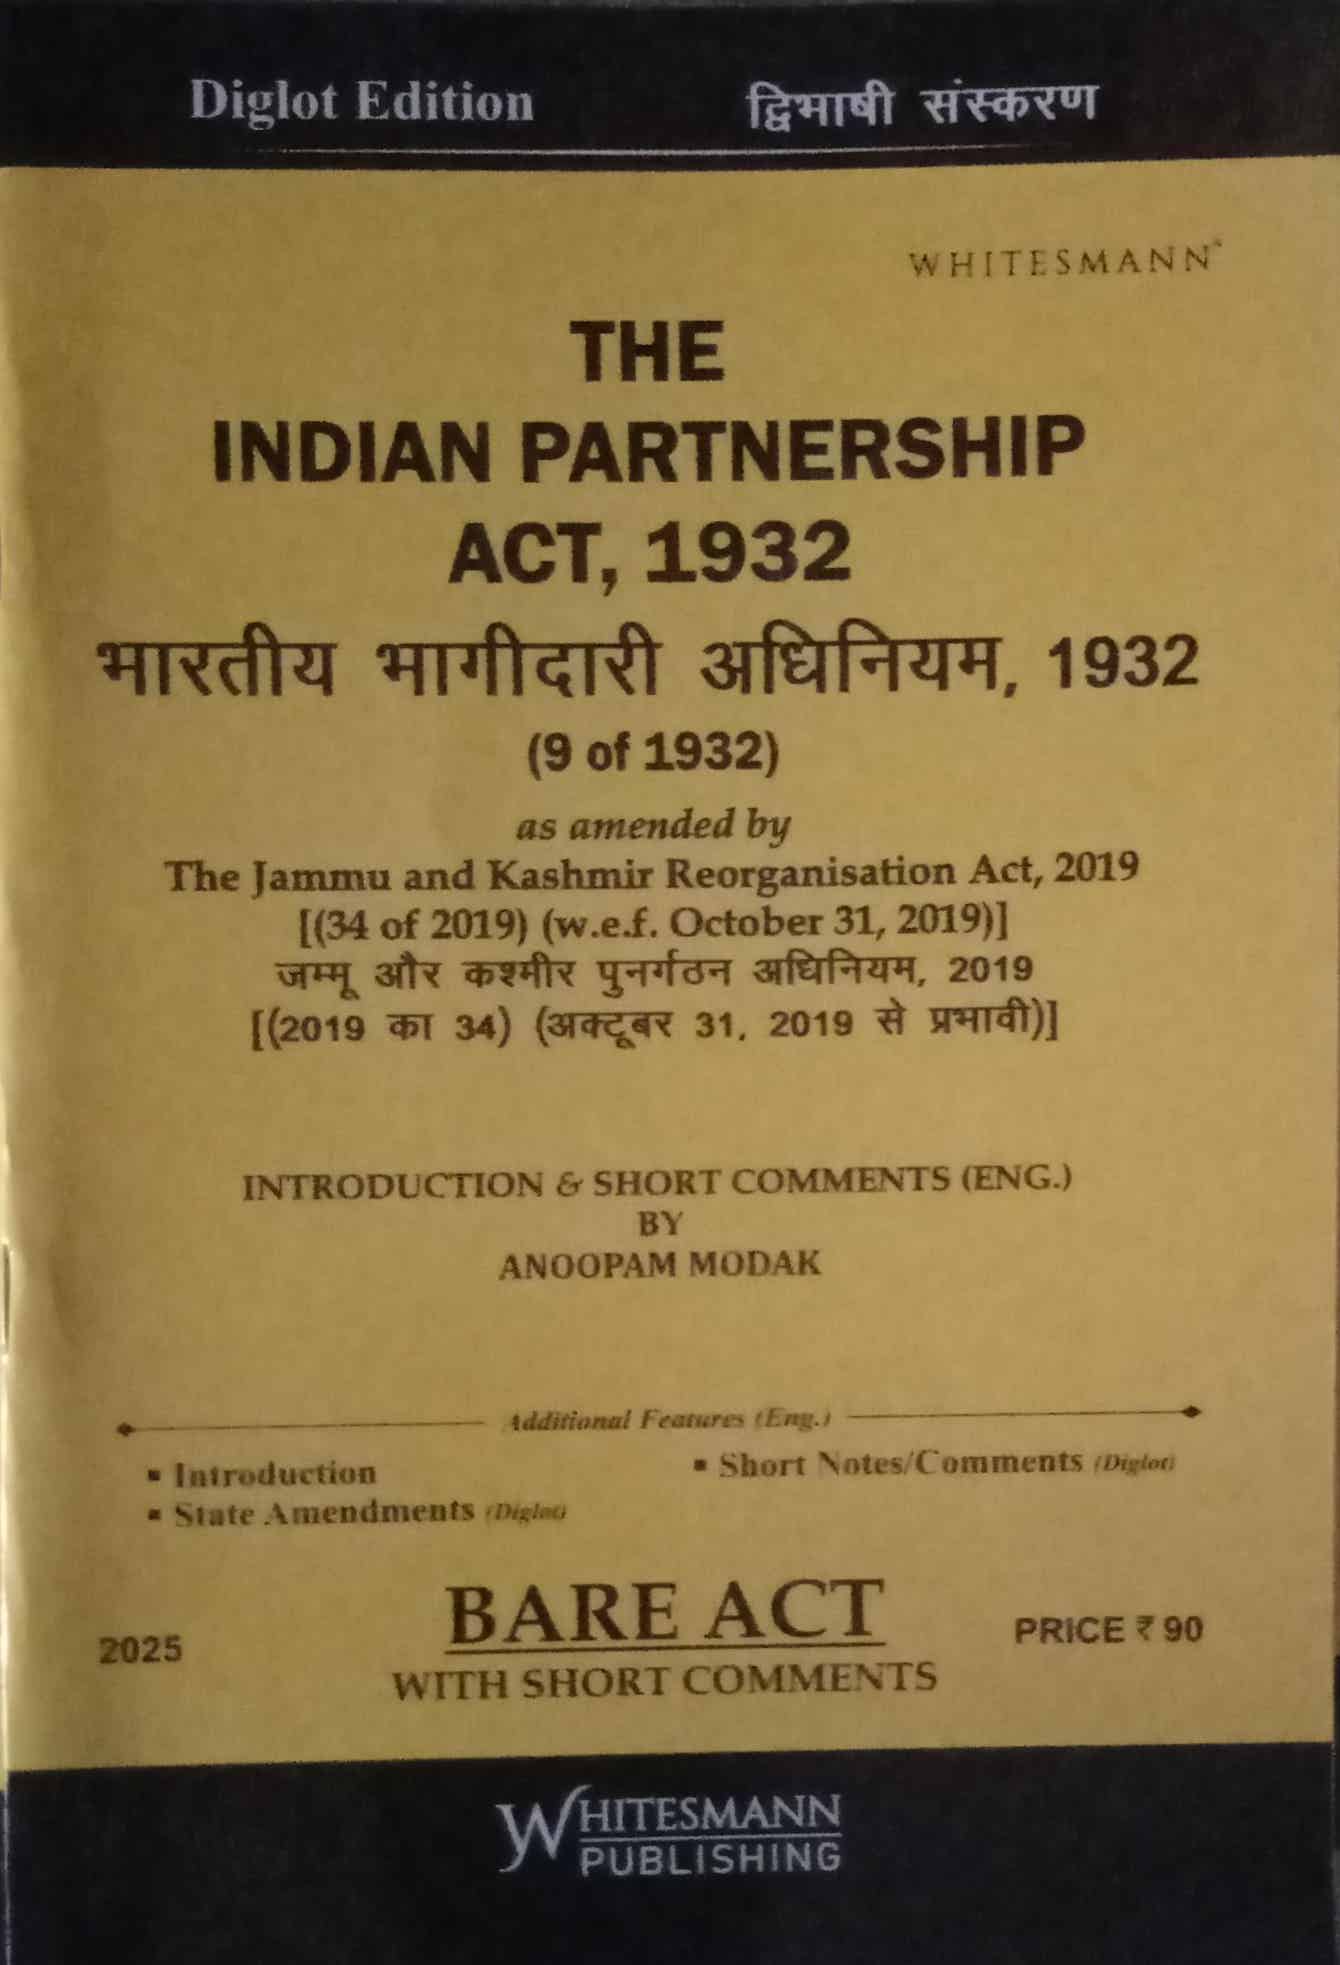 Diglot Edition द्विभाषी संस्करण
WHITESMANN
THE
INDIAN PARTNERSHIP
ACT, 1932
भारतीय भागीदारी अधिनियम, 1932
(9 of 1932)
as amended by
The Jammu and Kashmir Reorganisation Act, 2019
[(34 of 2019) (w.e.f. October 31, 2019)]
जम्मू और कश्मीर पुनर्गठन अधिनियम, 2019
[(2019 का 34) (अक्टूबर 31, 2019 से प्रभावी)]
INTRODUCTION & SHORT COMMENTS (ENG.)
BY
ANOOPAM MODAK
Additional Features (Eng.)
▪ Introduction ▪ Short Notes/Comments (Diglot)
▪ State Amendments (Diglot)
2025 BARE ACT PRICE ₹ 90
WITH SHORT COMMENTS
WHITESMANN
PUBLISHING